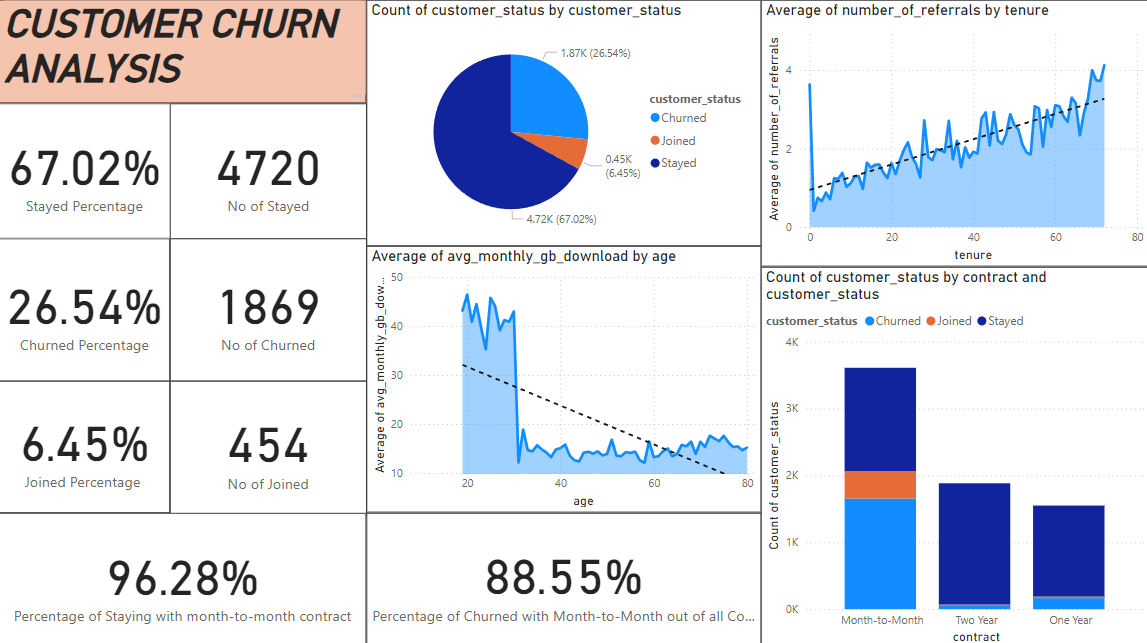 CUSTOMER CHURN
ANALYSIS
67.02%
Stayed Percentage
4720
No of Stayed
26.54%
Churned Percentage
1869
No of Churned
6.45%
Joined Percentage
454
No of Joined
96.28%
Percentage of Staying with month-to-month contract
88.55%
Percentage of Churned with Month-to-Month out of all Co...
Count of customer_status by customer_status
1.87K (26.54%)
0.45K
(6.45%)
4.72K (67.02%)
customer_status
Churned
Joined
Stayed
Average of avg_monthly_gb_download by age
Average of avg_monthly_gb_dow...
50
40
30
20
10
20 40 60 80
age
Average of number_of_referrals by tenure
Average of number_of_referrals
4
2
0
0 20 40 60 80
tenure
Count of customer_status by contract and
customer_status
customer_status Churned Joined Stayed
Count of customer_status
4K
3K
2K
1K
0K
Month-to-Month Two Year One Year
contract